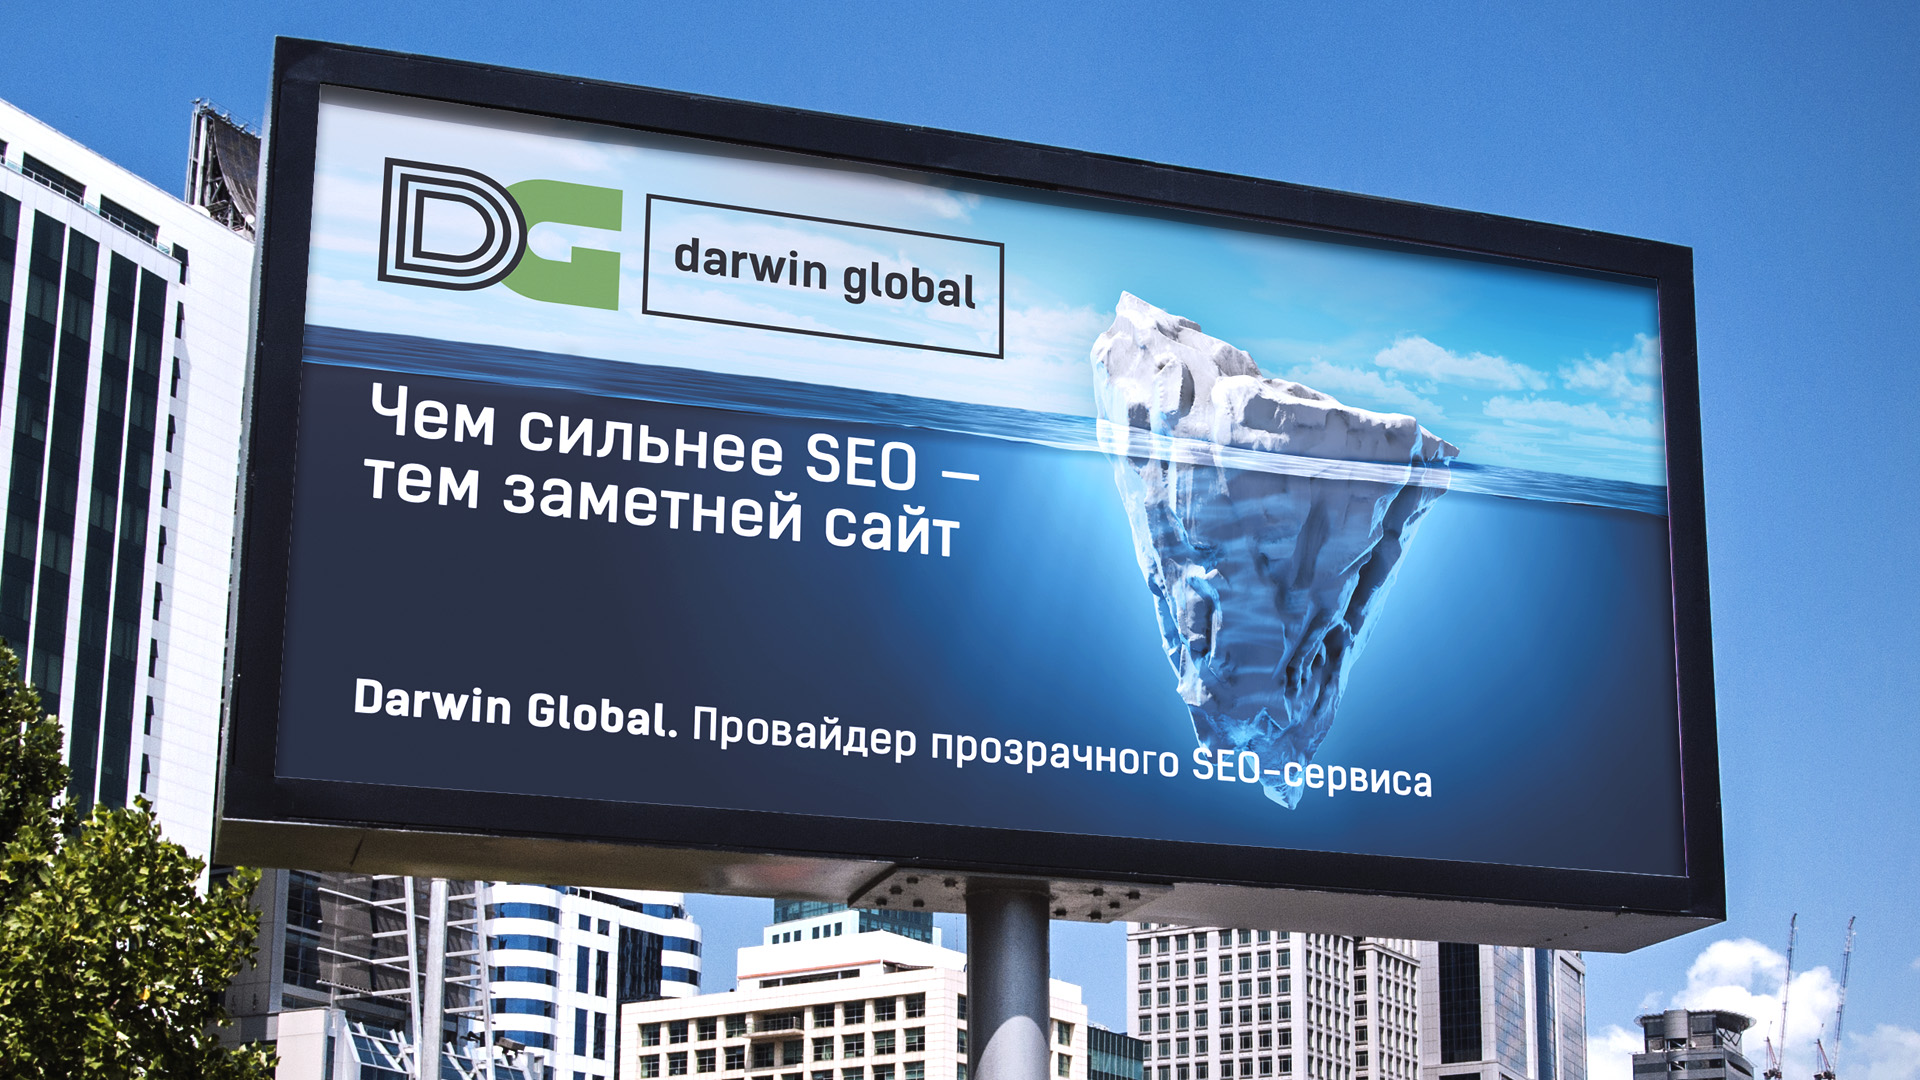 DG
darwin global
Чем сильнее SEO –
тем заметней сайт
Darwin Global. Провайдер прозрачного SEO-сервиса